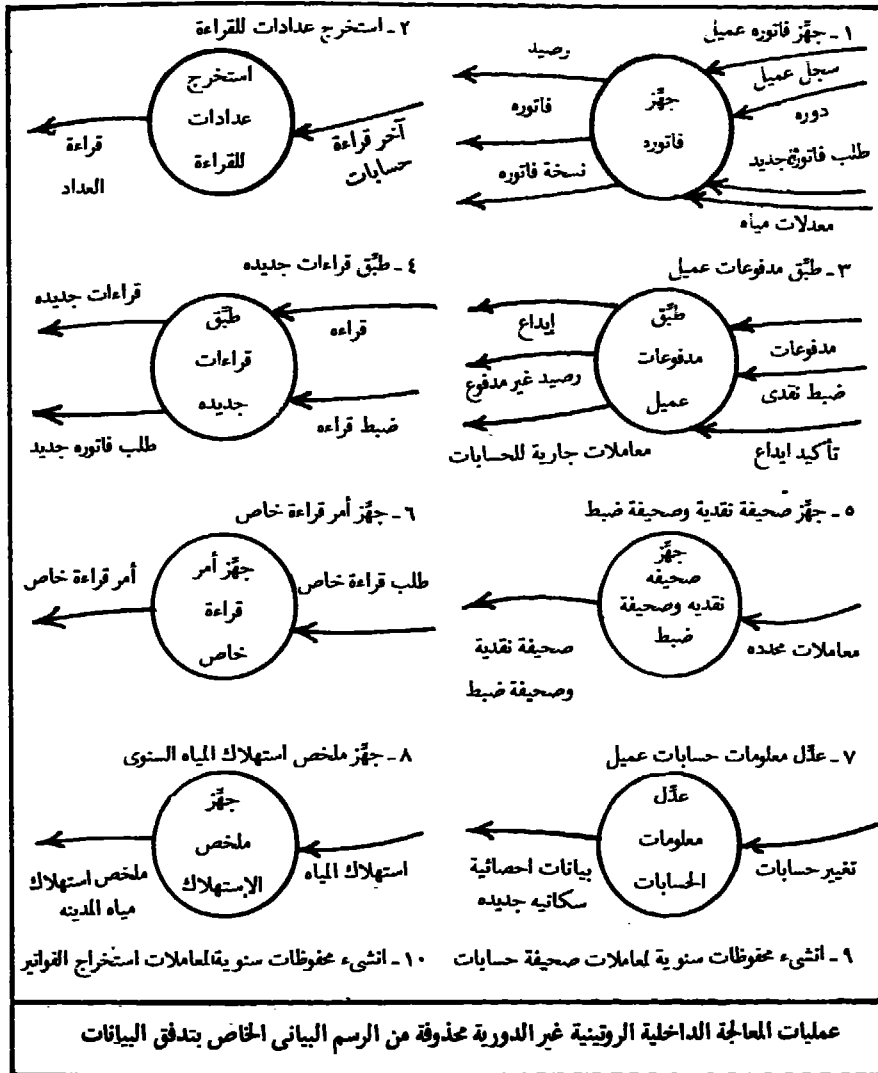 ١ - جهِّز فاتوره عميل
سجل عميل
دوره
طلب فاتورة جديد
معدلات مياه
جهِّز
فاتوره
رصيد
فاتوره
نسخة فاتوره
٢ - استخرج عدادات للقراءة
آخر قراءة
حسابات
استخرج
عدادات
للقراءة
قراءة
العداد
٣ - طبِّق مدفوعات عميل
مدفوعات
ضبط نقدى
تأكيد ايداع
طبِّق
مدفوعات
عميل
إيداع
رصيد غير مدفوع
معاملات جارية للحسابات
٤ - طبِّق قراءات جديده
قراءه
ضبط قراءه
طبِّق
قراءات
جديده
قراءات جديده
طلب فاتوره جديد
٥ - جهِّز صحيفة نقدية وصحيفة ضبط
معاملات محدده
جهِّز
صحيفه
نقديه وصحيفة
ضبط
صحيفة نقدية
وصحيفة ضبط
٦ - جهِّز أمر قراءة خاص
طلب قراءة خاص
جهِّز أمر
قراءة
خاص
أمر قراءة خاص
٧ - عدِّل معلومات حسابات عميل
تغيير حسابات
عدِّل
معلومات
الحسابات
بيانات احصائية
سكانيه جديده
٨ - جهِّز ملخص استهلاك المياه السنوى
استهلاك المياه
جهِّز
ملخص
الإستهلاك
ملخص استهلاك
مياه المدينه
٩ - انشىء محفوظات سنوية لمعاملات صحيفة حسابات
١٠ - انشىء محفوظات سنوية لمعاملات استخراج الفواتير
عمليات المعالجة الداخلية الروتينية غير الدورية محذوفة من الرسم البيانى الخاص بتدفق البيانات